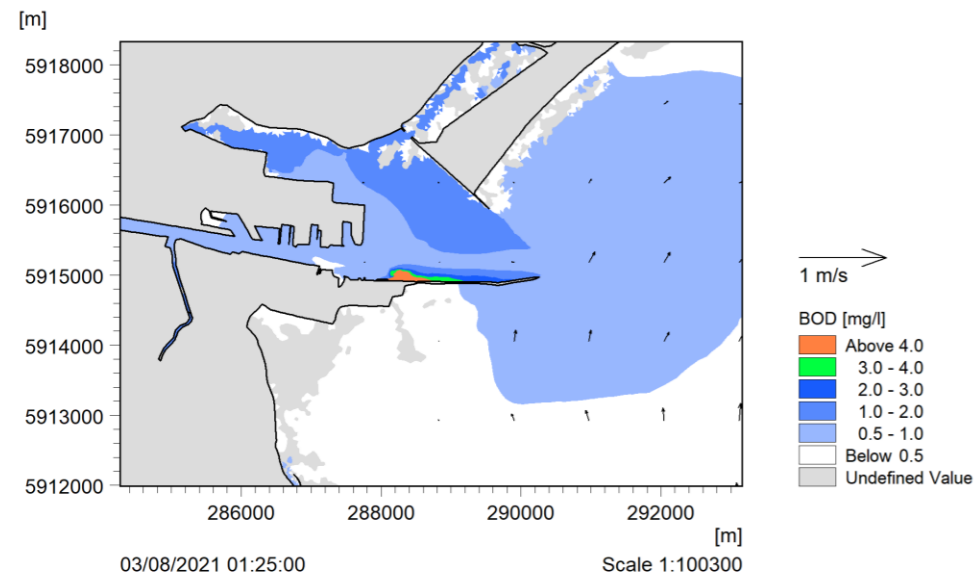 [m]
5918000
5917000
5916000
5915000
5914000
5913000
5912000
286000 288000 290000 292000
[m]
03/08/2021 01:25:00 Scale 1:100300
1 m/s
BOD [mg/l]
Above 4.0
3.0 - 4.0
2.0 - 3.0
1.0 - 2.0
0.5 - 1.0
Below 0.5
Undefined Value